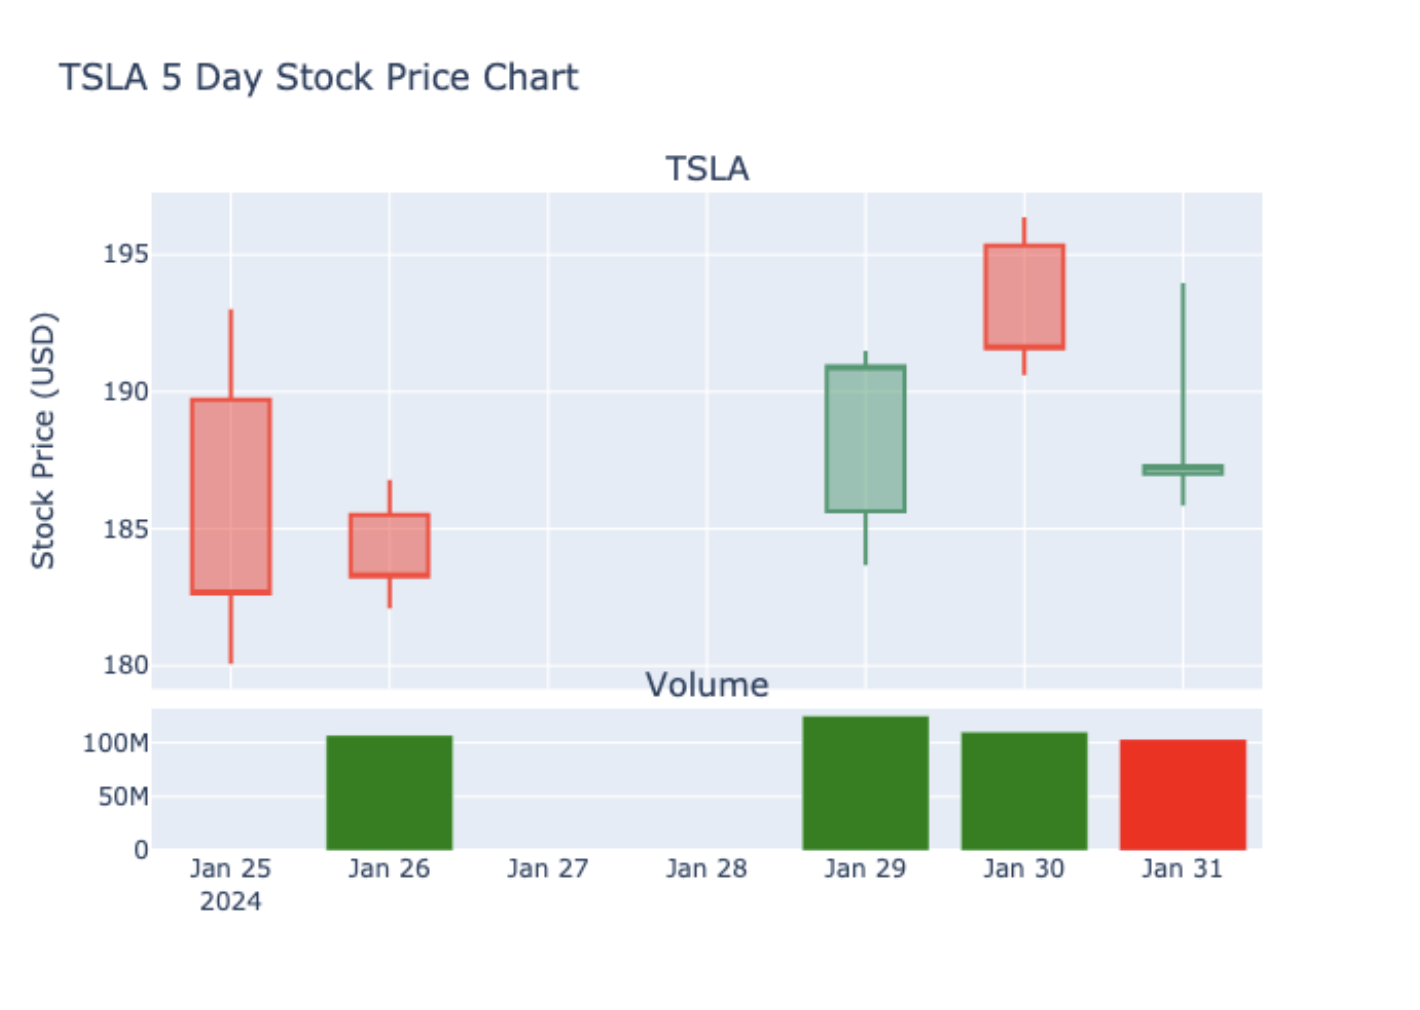 TSLA 5 Day Stock Price Chart
TSLA
Stock Price (USD)
195
190
185
180
Volume
100M
50M
0
Jan 25 Jan 26 Jan 27 Jan 28 Jan 29 Jan 30 Jan 31
2024